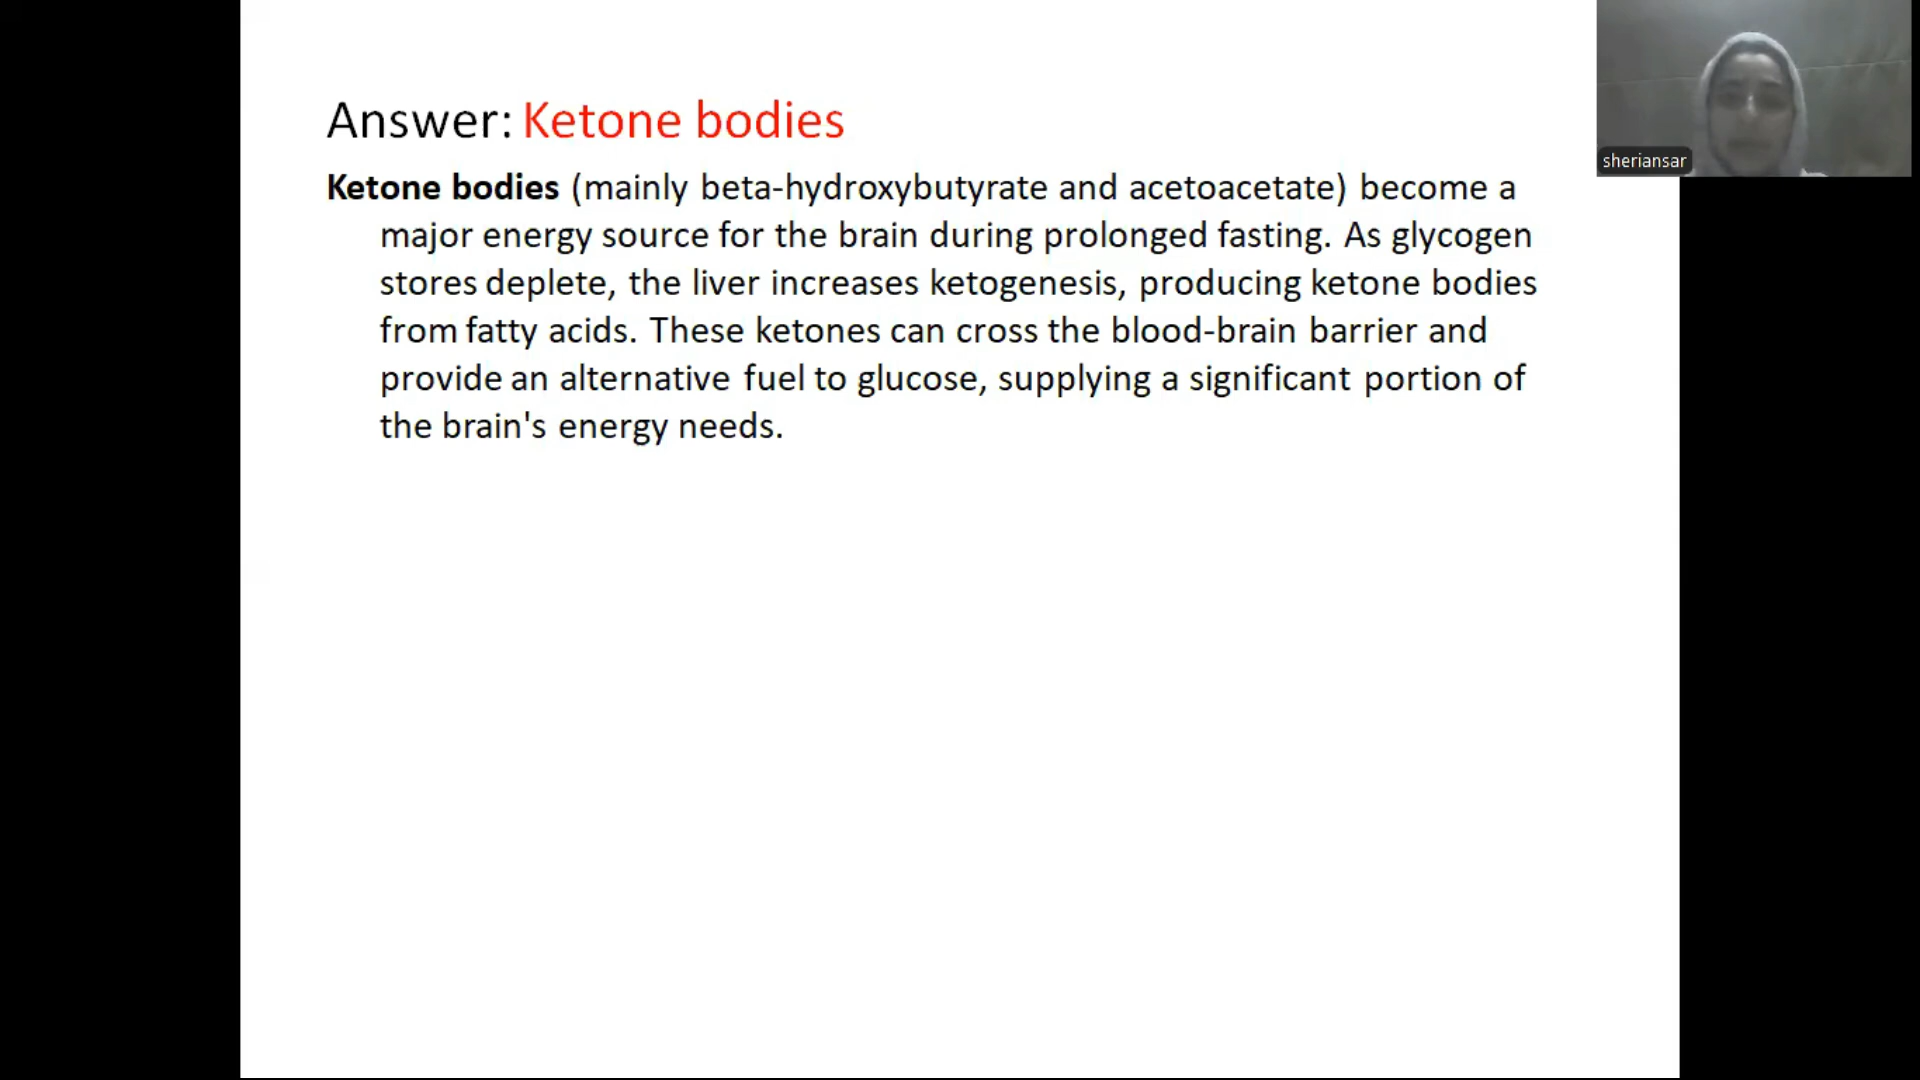 Answer: Ketone bodies
Ketone bodies (mainly beta-hydroxybutyrate and acetoacetate) become a
major energy source for the brain during prolonged fasting. As glycogen
stores deplete, the liver increases ketogenesis, producing ketone bodies
from fatty acids. These ketones can cross the blood-brain barrier and
provide an alternative fuel to glucose, supplying a significant portion of
the brain's energy needs.
sheriansar